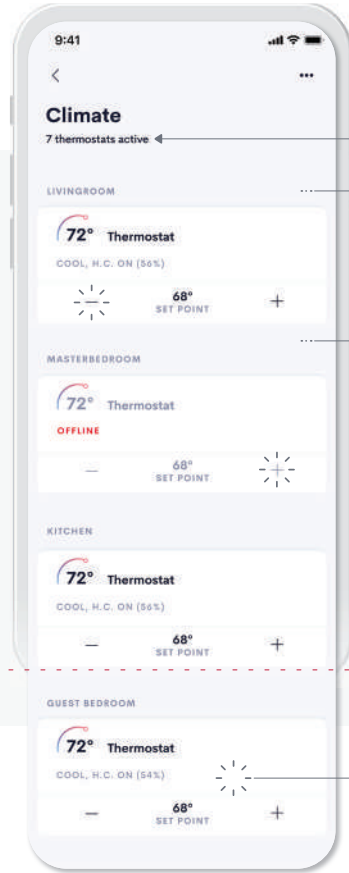 9:41
Climate
7 thermostats active
LIVINGROOM
72° Thermostat
COOL, H.C. ON (56%)
— 68° +
SET POINT
MASTERBEDROOM
72° Thermostat
OFFLINE
— 68° +
SET POINT
KITCHEN
72° Thermostat
COOL, H.C. ON (56%)
— 68° +
SET POINT
GUEST BEDROOM
72° Thermostat
COOL, H.C. ON (54%)
— 68° +
SET POINT